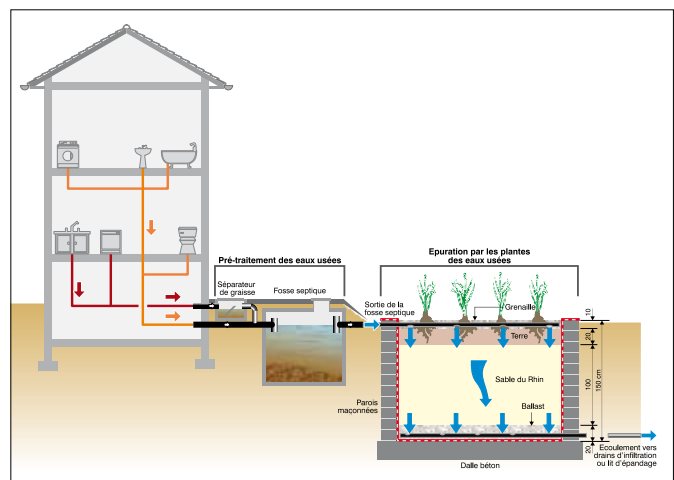 Pré-traitement des eaux usées
Epuration par les plantes
des eaux usées
Séparateur
de graisse
Fosse septique
Sortie de la
fosse septique
Grenaille
Terre
Sable du Rhin
Parois
maçonnées
Ballast
Dalle béton
10
20
100
150 cm
20
Ecoulement vers
drains d'infiltration
ou lit d'épandage